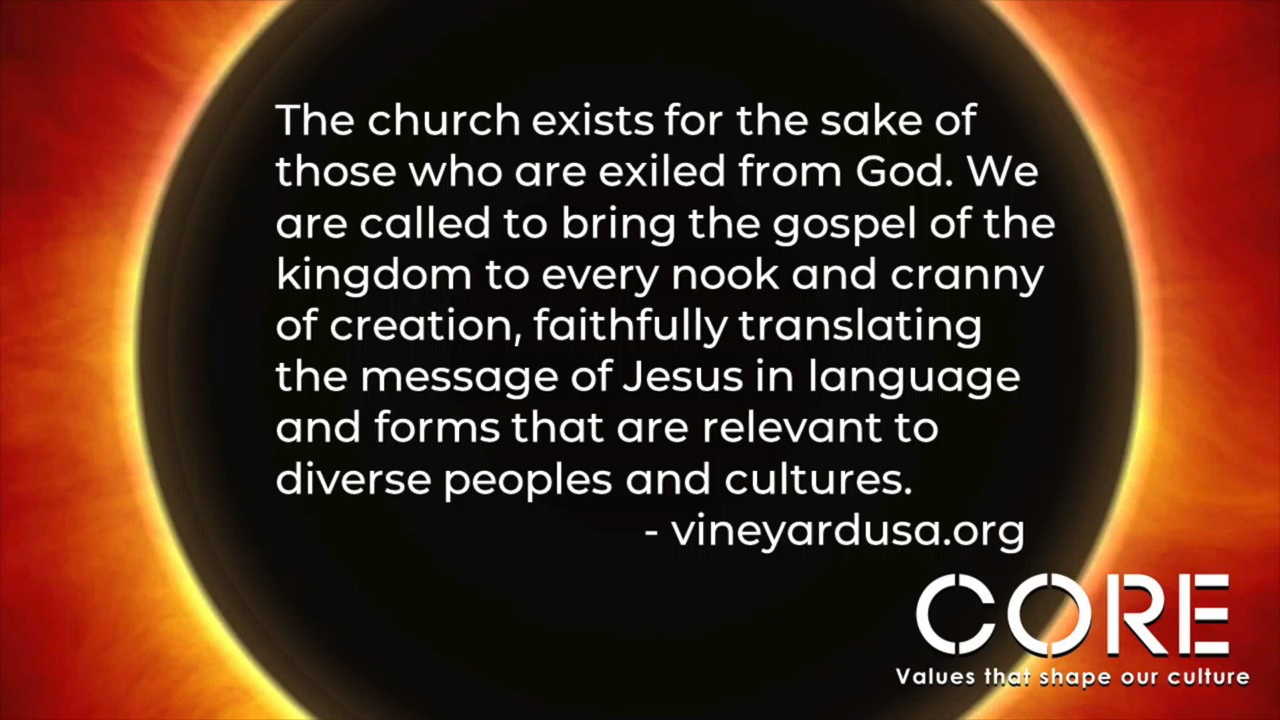 The church exists for the sake of
those who are exiled from God. We
are called to bring the gospel of the
kingdom to every nook and cranny
of creation, faithfully translating
the message of Jesus in language
and forms that are relevant to
diverse peoples and cultures.
- vineyardusa.org
CORE
Values that shape our culture